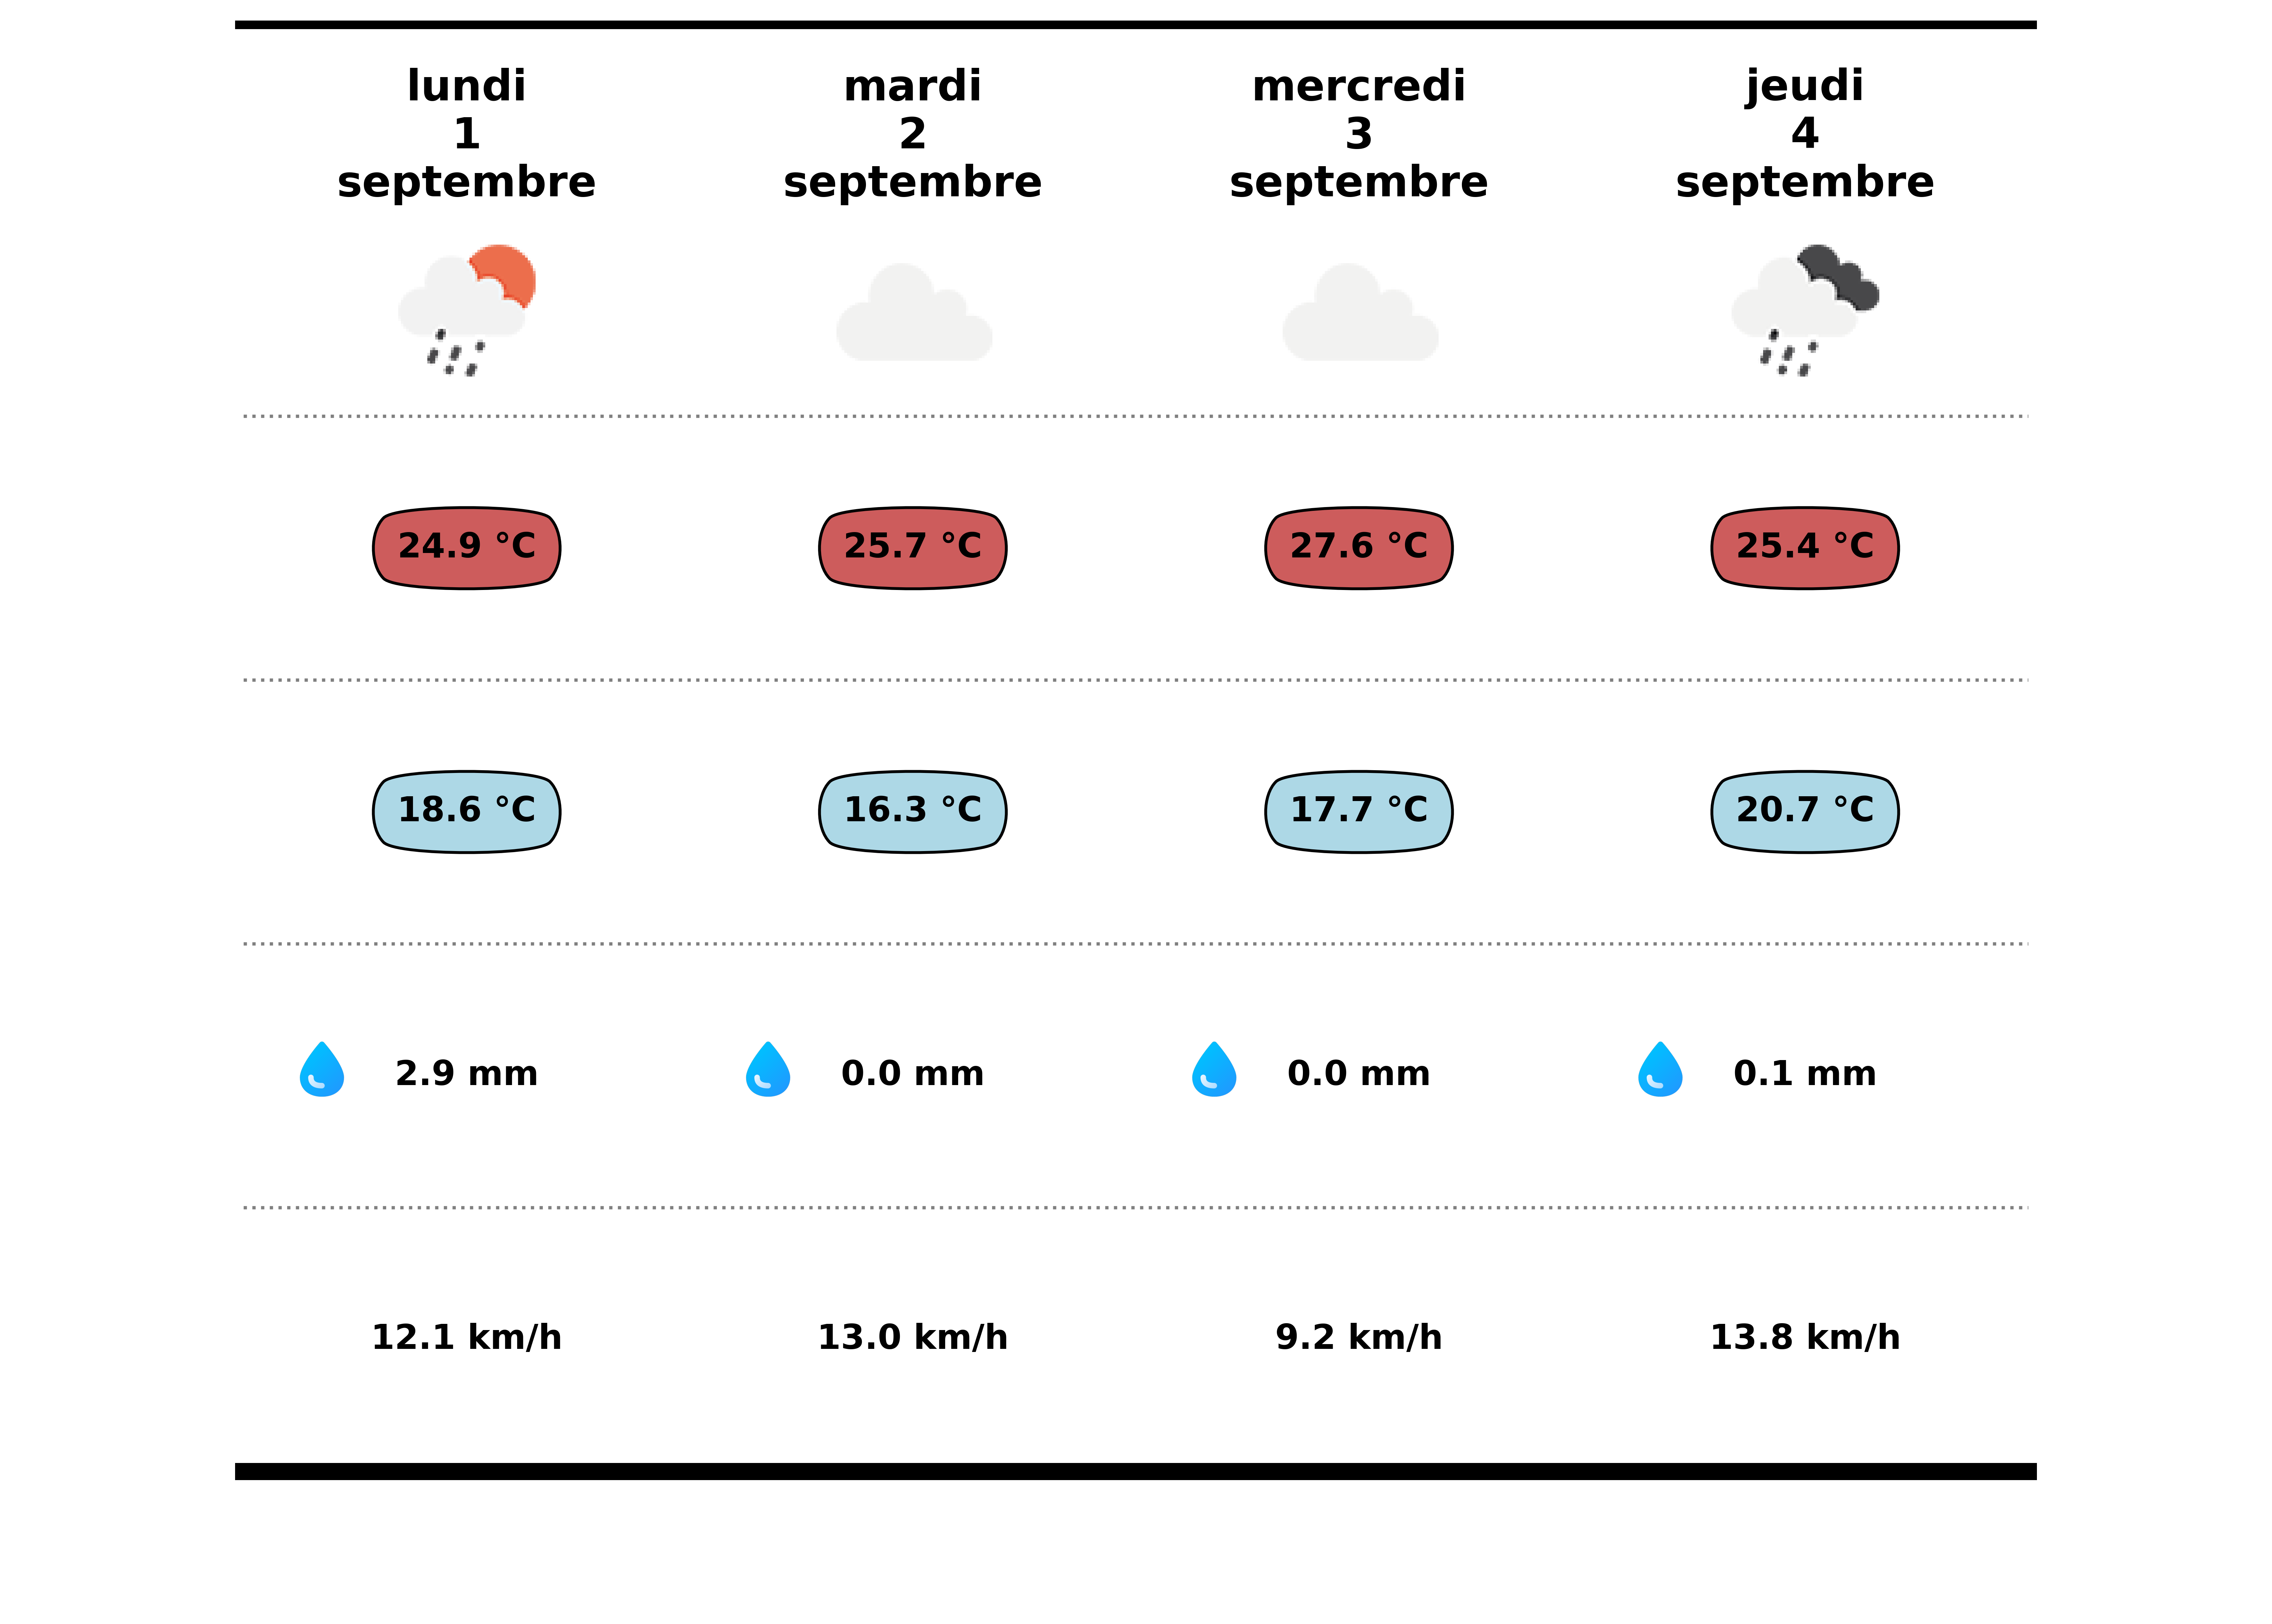 lundi
1
septembre
mardi
2
septembre
mercredi
3
septembre
jeudi
4
septembre
24.9 °C
25.7 °C
27.6 °C
25.4 °C
18.6 °C
16.3 °C
17.7 °C
20.7 °C
2.9 mm
0.0 mm
0.0 mm
0.1 mm
12.1 km/h
13.0 km/h
9.2 km/h
13.8 km/h